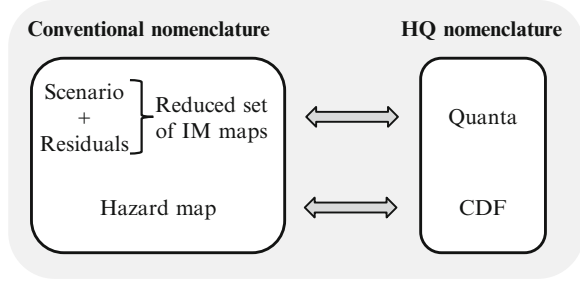 Conventional nomenclature
HQ nomenclature
Scenario
+
Residuals
Reduced set
of IM maps
Quanta
Hazard map
CDF